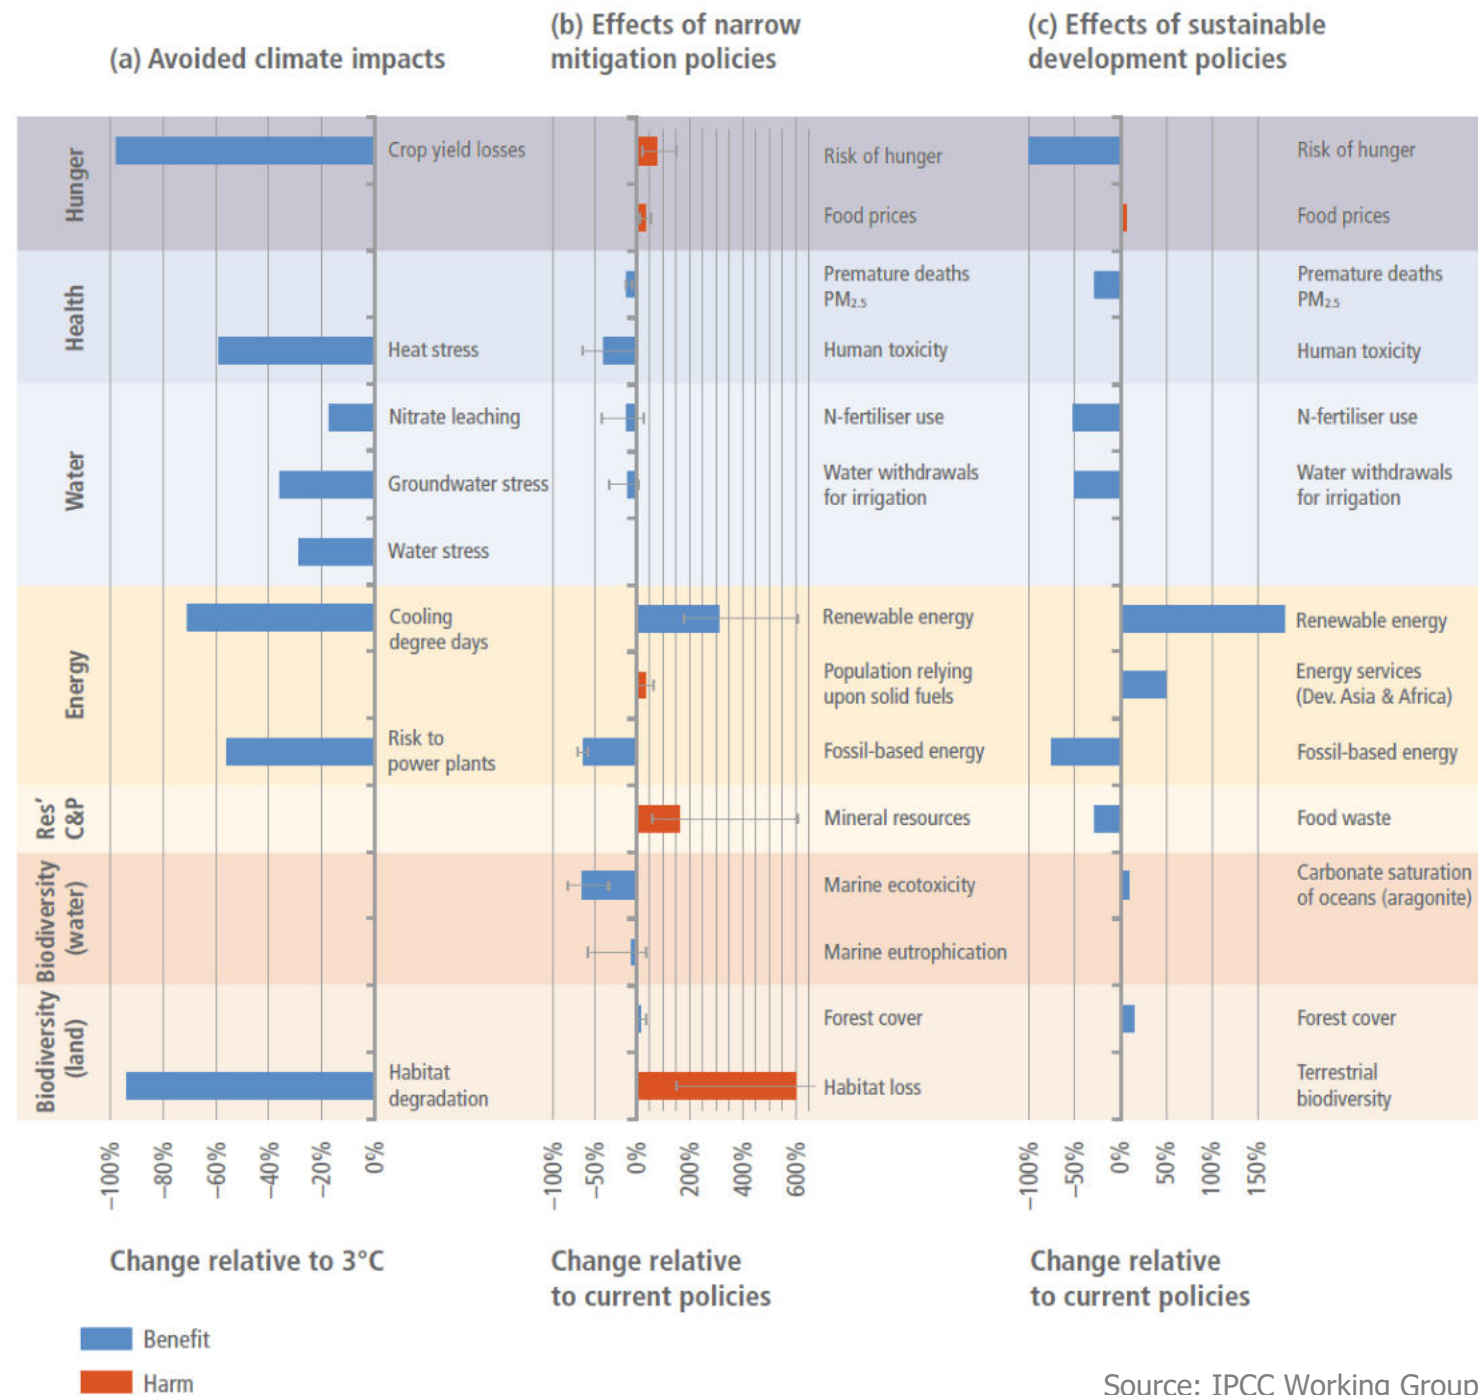 (a) Avoided climate impacts
(b) Effects of narrow
mitigation policies
(c) Effects of sustainable
development policies
Hunger
Crop yield losses
Risk of hunger
Risk of hunger
Food prices
Food prices
Health
Premature deaths
PM2.5
Premature deaths
PM2.5
Heat stress
Human toxicity
Human toxicity
Water
Nitrate leaching
N-fertiliser use
N-fertiliser use
Groundwater stress
Water withdrawals
for irrigation
Water withdrawals
for irrigation
Water stress
Energy
Cooling
degree days
Renewable energy
Renewable energy
Population relying
upon solid fuels
Energy services
(Dev. Asia & Africa)
Risk to
power plants
Fossil-based energy
Fossil-based energy
Res'
C&P
Mineral resources
Food waste
Biodiversity
(water)
Marine ecotoxicity
Carbonate saturation
of oceans (aragonite)
Marine eutrophication
Biodiversity
(land)
Forest cover
Forest cover
Habitat
degradation
Habitat loss
Terrestrial
biodiversity
−100%
−80%
−60%
−40%
−20%
0%
−100%
−50%
0%
200%
400%
600%
−100%
−50%
0%
50%
100%
150%
Change relative to 3°C
Change relative
to current policies
Change relative
to current policies
Benefit
Harm
Source: IPCC Working Group